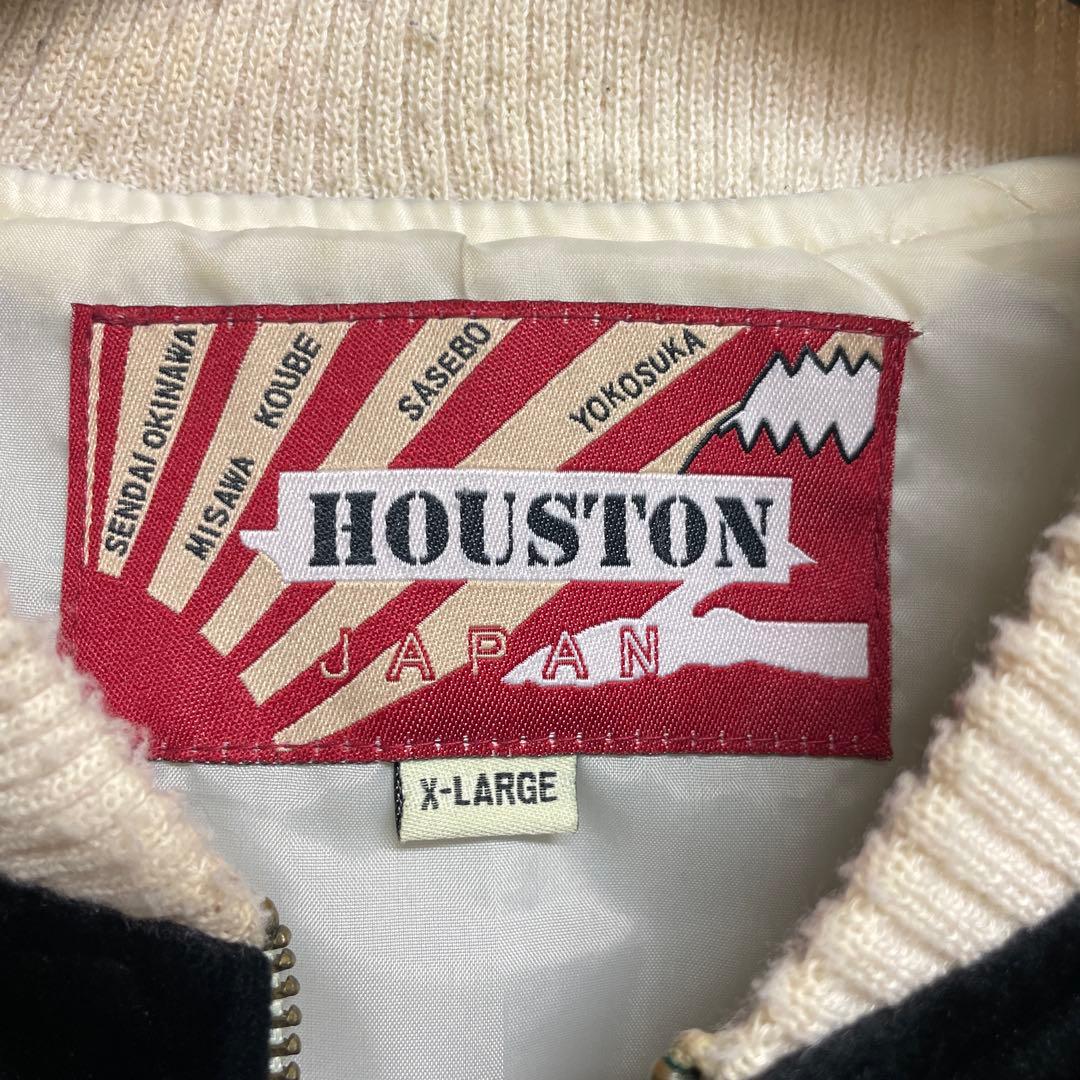 SENDAI OKINAWA
MISAWA KOUBE
SASEBO
YOKOSUKA
HOUSTON
JAPAN
X-LARGE